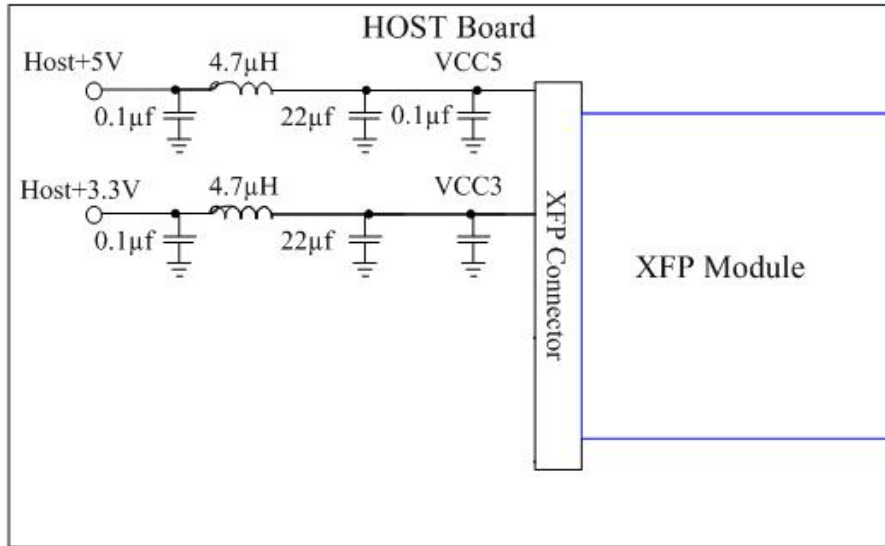 HOST Board
Host+5V
4.7µH
VCC5
0.1µf
22µf
0.1µf
Host+3.3V
4.7µH
VCC3
0.1µf
22µf
XFP Connector
XFP Module